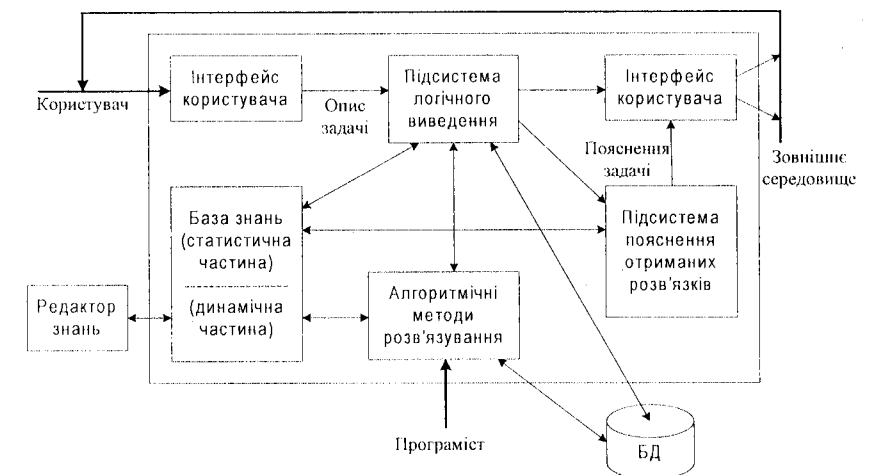 Інтерфейс
користувача
Підсистема
логічного
виведення
Інтерфейс
користувача
Користувач
Опис
задачі
Пояснення
задачі
Зовнішнє
середовище
База знань
(статистична
частина)
(динамічна
частина)
Підсистема
пояснення
отриманих
розв'язків
Редактор
знань
Алгоритмічні
методи
розв'язування
Програміст
БД